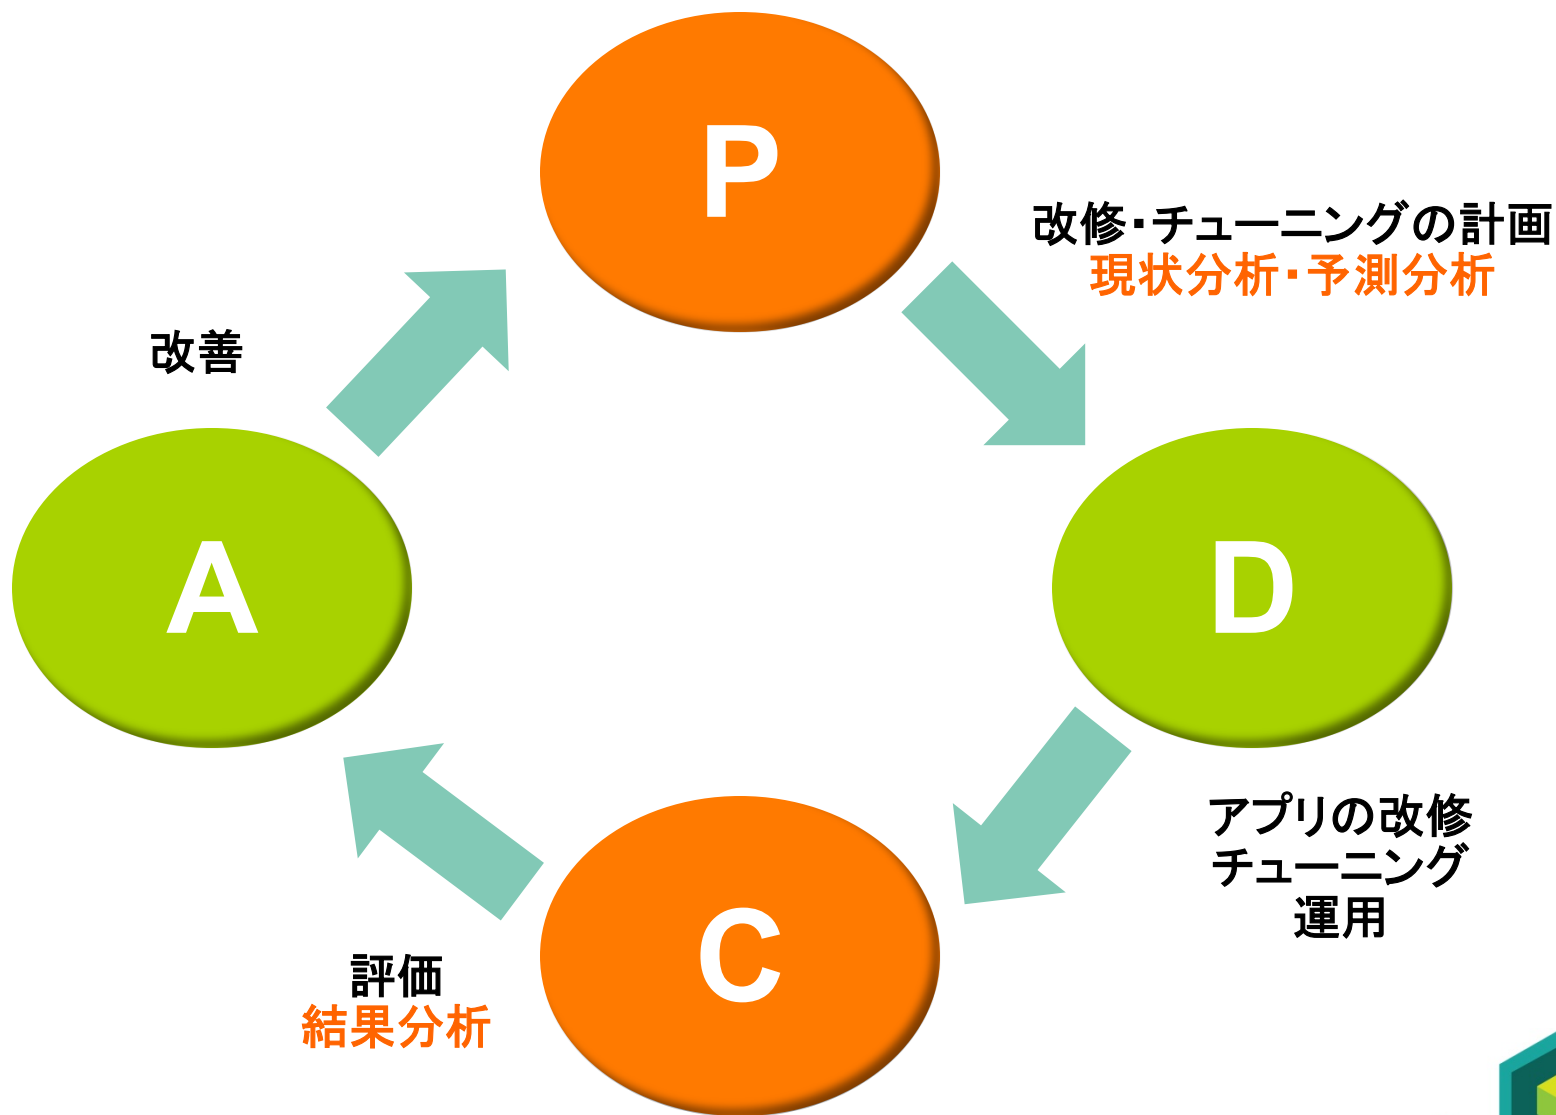 P
改修・チューニングの計画
現状分析・予測分析
改善
A
D
アプリの改修
チューニング
運用
C
評価
結果分析